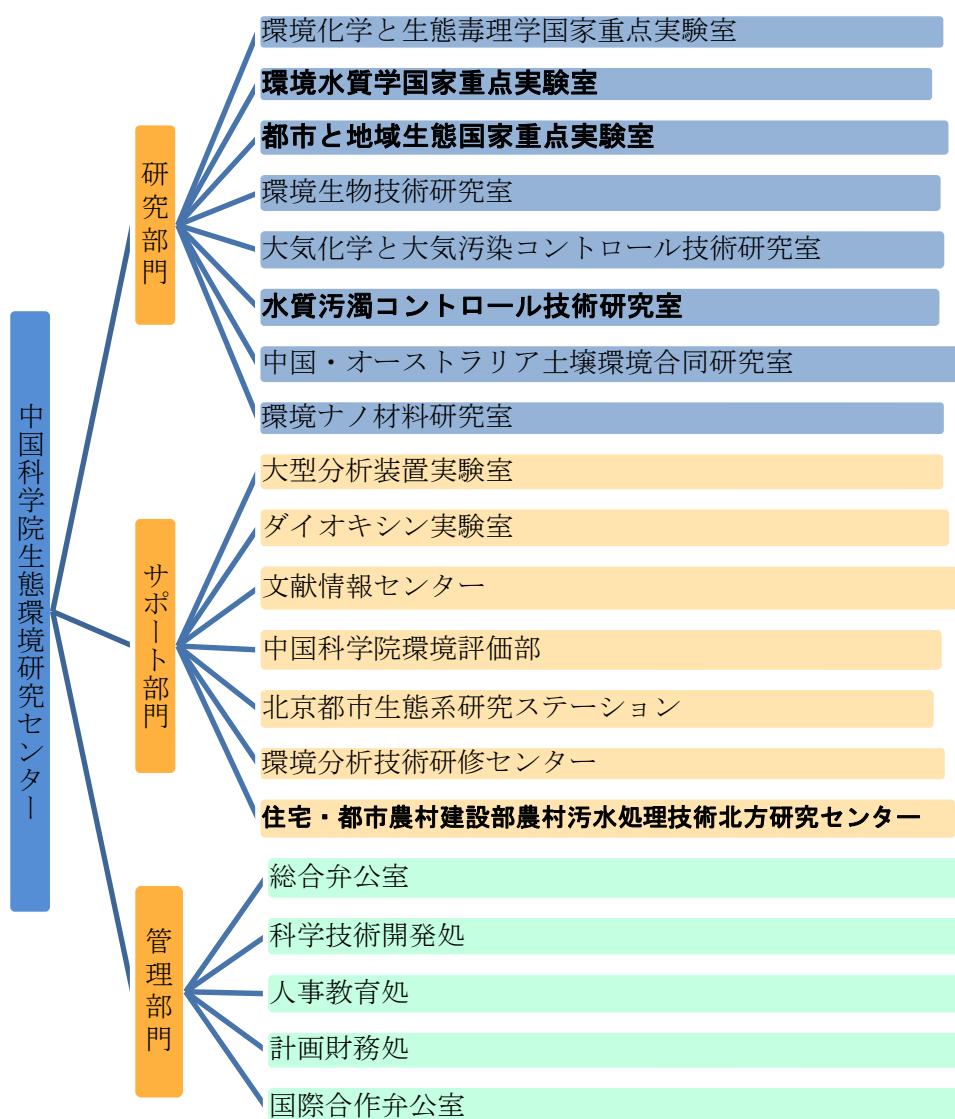 中国科学院生態環境研究センター
研究部門
環境化学と生態毒理学国家重点実験室
環境水質学国家重点実験室
都市と地域生態国家重点実験室
環境生物技術研究室
大気化学と大気汚染コントロール技術研究室
水質汚濁コントロール技術研究室
中国・オーストラリア土壌環境合同研究室
環境ナノ材料研究室
サポート部門
大型分析装置実験室
ダイオキシン実験室
文献情報センター
中国科学院環境評価部
北京都市生態系研究ステーション
環境分析技術研修センター
住宅・都市農村建設部農村汚水処理技術北方研究センター
管理部門
総合弁公室
科学技術開発処
人事教育処
計画財務処
国際合作弁公室